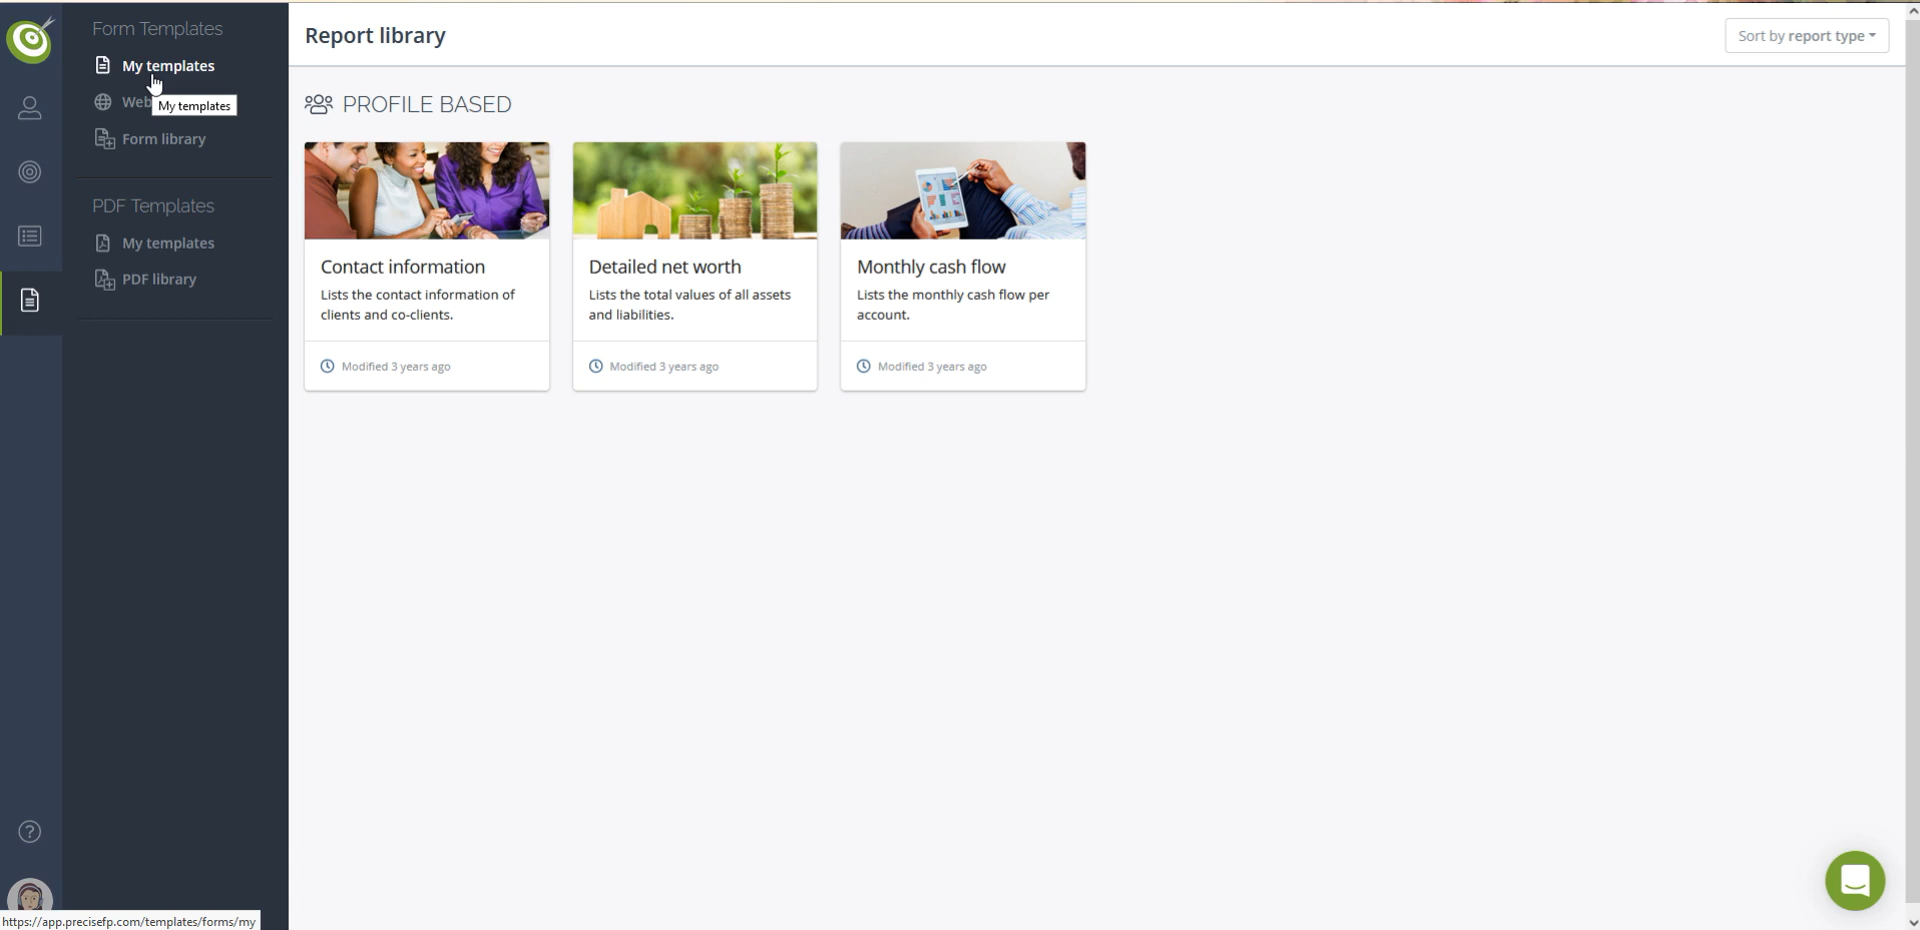 Form Templates
My templates
Web
My templates
Form library
PDF Templates
My templates
PDF library
https://app.precisefp.com/templates/forms/my
Report library
Sort by report type
PROFILE BASED
Contact information
Lists the contact information of
clients and co-clients.
Modified 3 years ago
Detailed net worth
Lists the total values of all assets
and liabilities.
Modified 3 years ago
Monthly cash flow
Lists the monthly cash flow per
account.
Modified 3 years ago